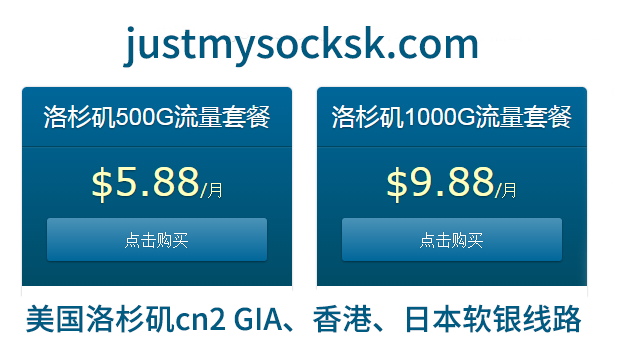 justmysocksk.com
洛杉矶500G流量套餐
洛杉矶1000G流量套餐
$5.88/月
$9.88/月
点击购买
点击购买
美国洛杉矶cn2 GIA、香港、日本软银线路